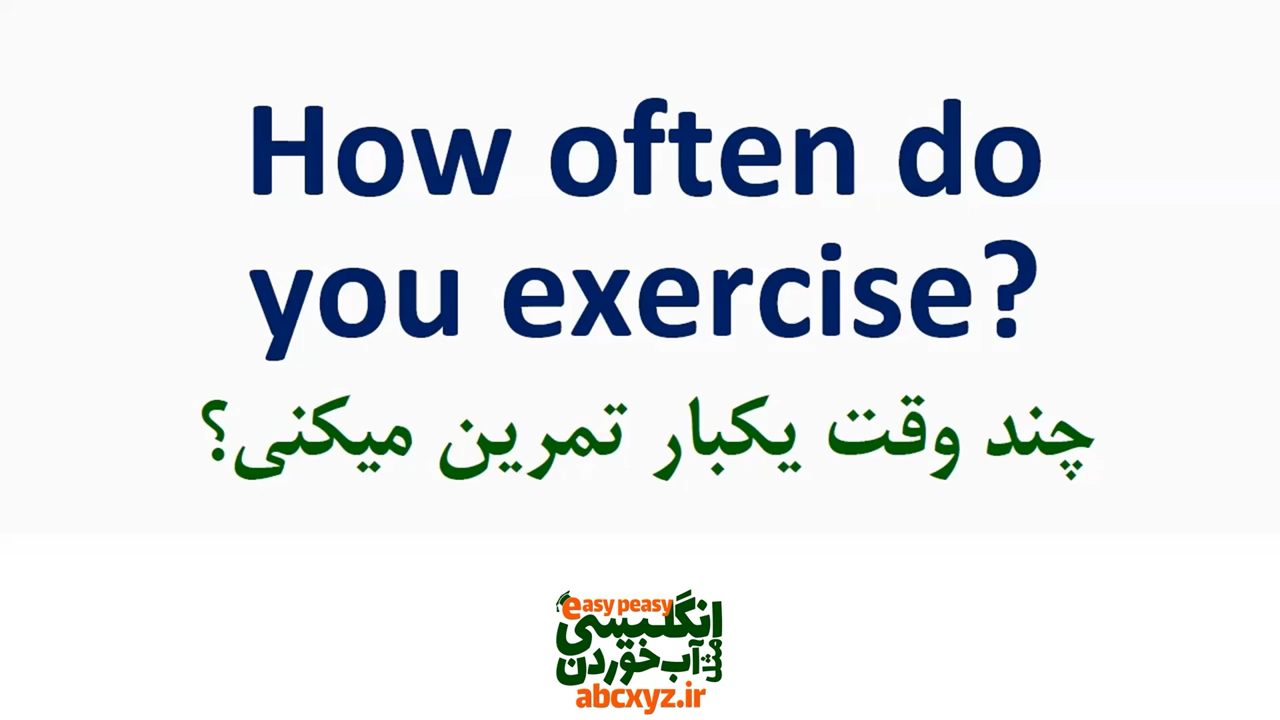 How often do
you exercise?
چند وقت یکبار تمرین میکنی؟
easy peasy
انگلیسی
مثل آب خوردن
abcxyz.ir